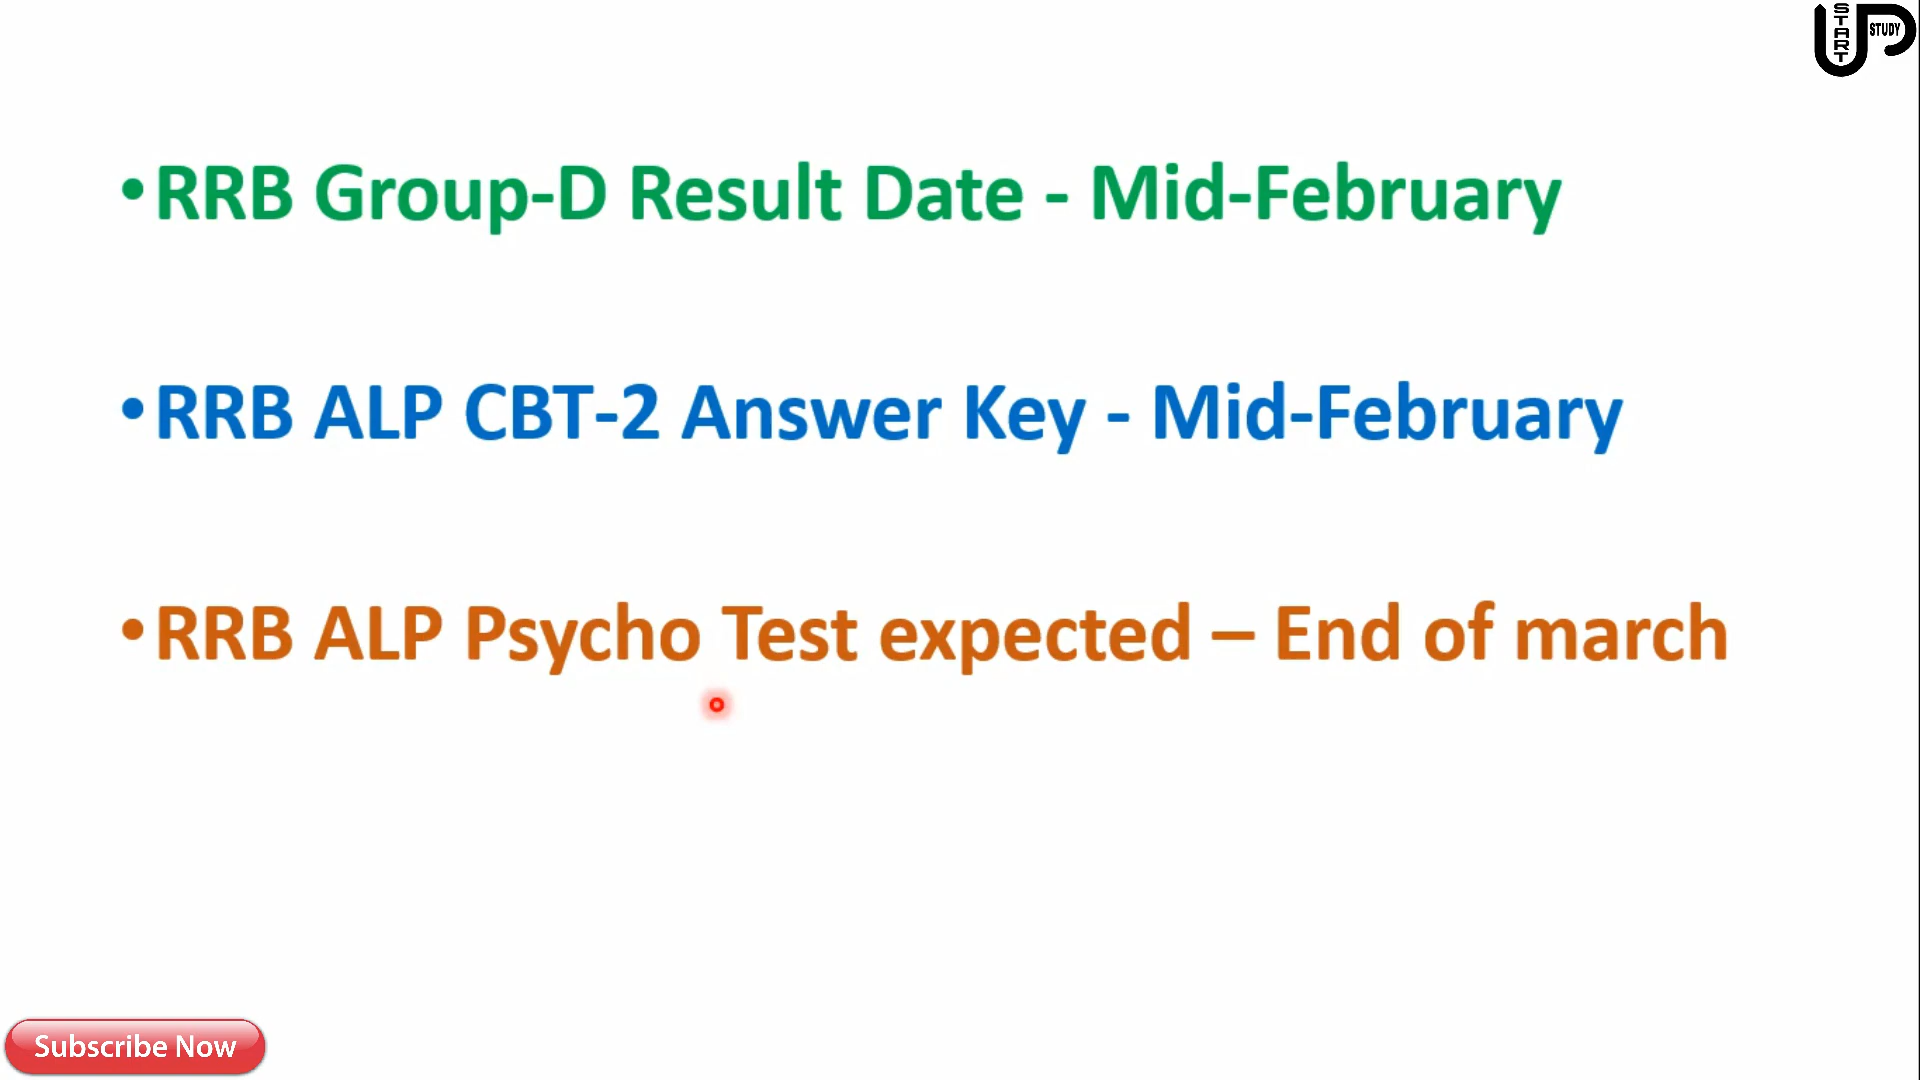 START
UP
STUDY
•RRB Group-D Result Date - Mid-February
•RRB ALP CBT-2 Answer Key - Mid-February
•RRB ALP Psycho Test expected – End of march
Subscribe Now